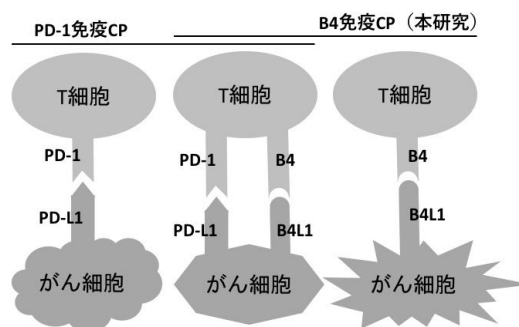 PD-1免疫CP
B4免疫CP（本研究）
T細胞
T細胞
T細胞
PD-1
PD-1
B4
B4
PD-L1
PD-L1
B4L1
B4L1
がん細胞
がん細胞
がん細胞